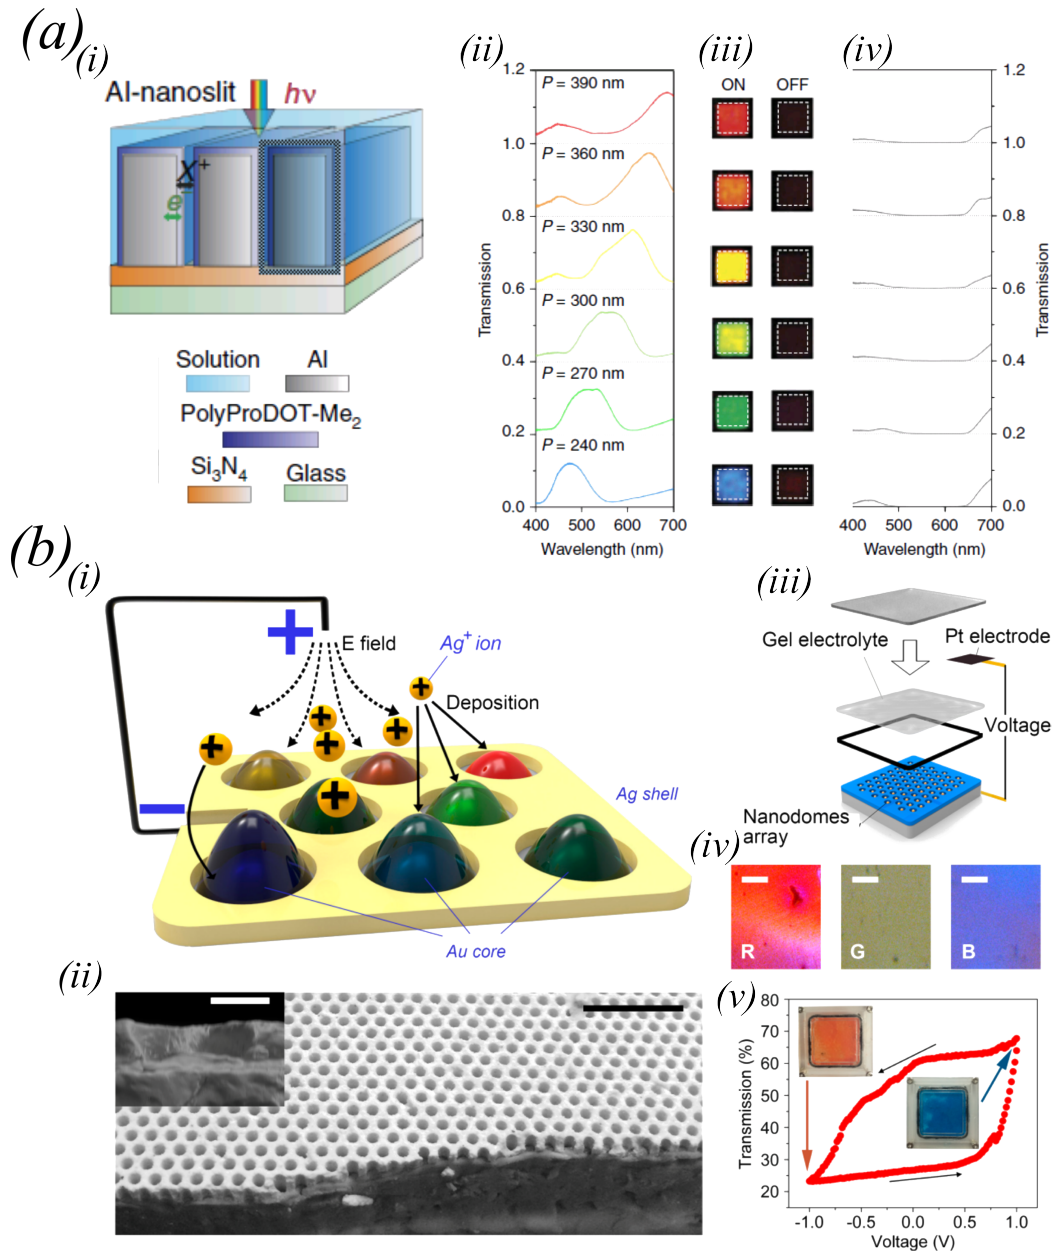 (a)
(i)
Al-nanoslit
hν
X⁺
e⁻
Solution
Al
PolyProDOT-Me₂
Si₃N₄
Glass
(ii)
1.2
1.0
0.8
0.6
0.4
0.2
0.0
Transmission
P = 390 nm
P = 360 nm
P = 330 nm
P = 300 nm
P = 270 nm
P = 240 nm
400 500 600 700
Wavelength (nm)
(iii)
ON OFF
(iv)
1.2
1.0
0.8
0.6
0.4
0.2
0.0
Transmission
400 500 600 700
Wavelength (nm)
(b)
(i)
+
E field
Ag⁺ ion
Deposition
+
+
+
+
+
+
−
Ag shell
Au core
(ii)
(iii)
Gel electrolyte
Pt electrode
Voltage
Nanodomes
array
(iv)
R
G
B
(v)
80
70
60
50
40
30
20
Transmission (%)
-1.0 -0.5 0.0 0.5 1.0
Voltage (V)